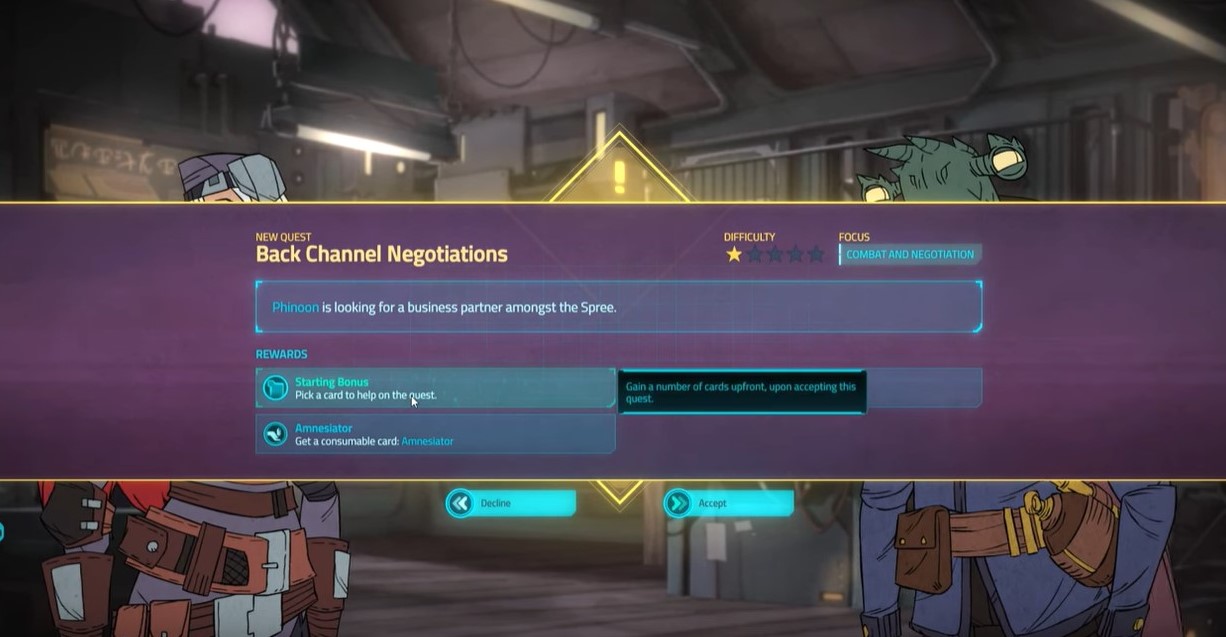 NEW QUEST
Back Channel Negotiations
DIFFICULTY
FOCUS
COMBAT AND NEGOTIATION
Phinoon is looking for a business partner amongst the Spree.
REWARDS
Starting Bonus
Pick a card to help on the quest.
Gain a number of cards upfront, upon accepting this
quest.
Amnesiator
Get a consumable card: Amnesiator
Decline
Accept